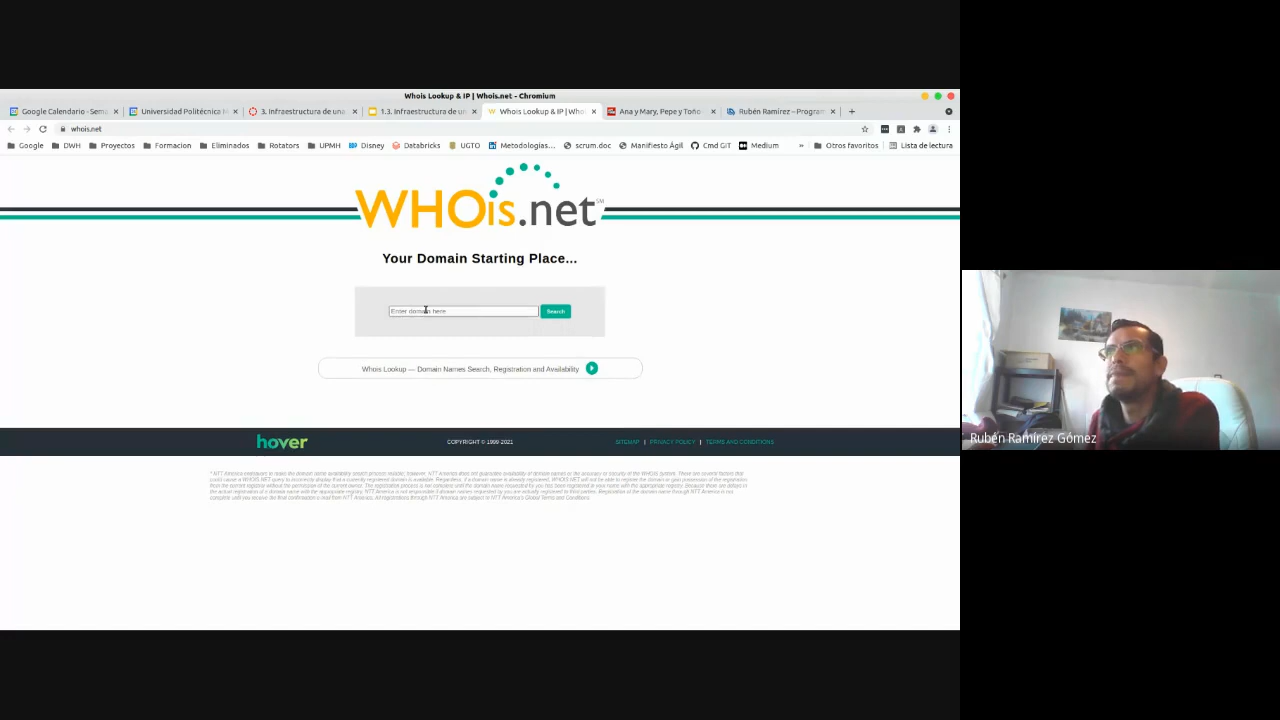 Whois Lookup & IP | Whois.net - Chromium
Google Calendario - Sema
Universidad Politécnica
3. Infraestructura de una
1.3. Infraestructura de un
Whois Lookup & IP | Who
Ana y Mary, Pepe y Toño
Rubén Ramírez – Program
whois.net
Google
DWH
Proyectos
Formacion
Eliminados
Rotators
UPMH
Disney
Databricks
UGTO
Metodologías...
scrum.doc
Manifiesto Ágil
Cmd GIT
Medium
»
Otros favoritos
Lista de lectura
WHOis.net SM
Your Domain Starting Place...
Enter domain here
Search
Whois Lookup — Domain Names Search, Registration and Availability
hover
COPYRIGHT © 1999-2021
SITEMAP | PRIVACY POLICY | TERMS AND CONDITIONS
Rubén Ramírez Gómez